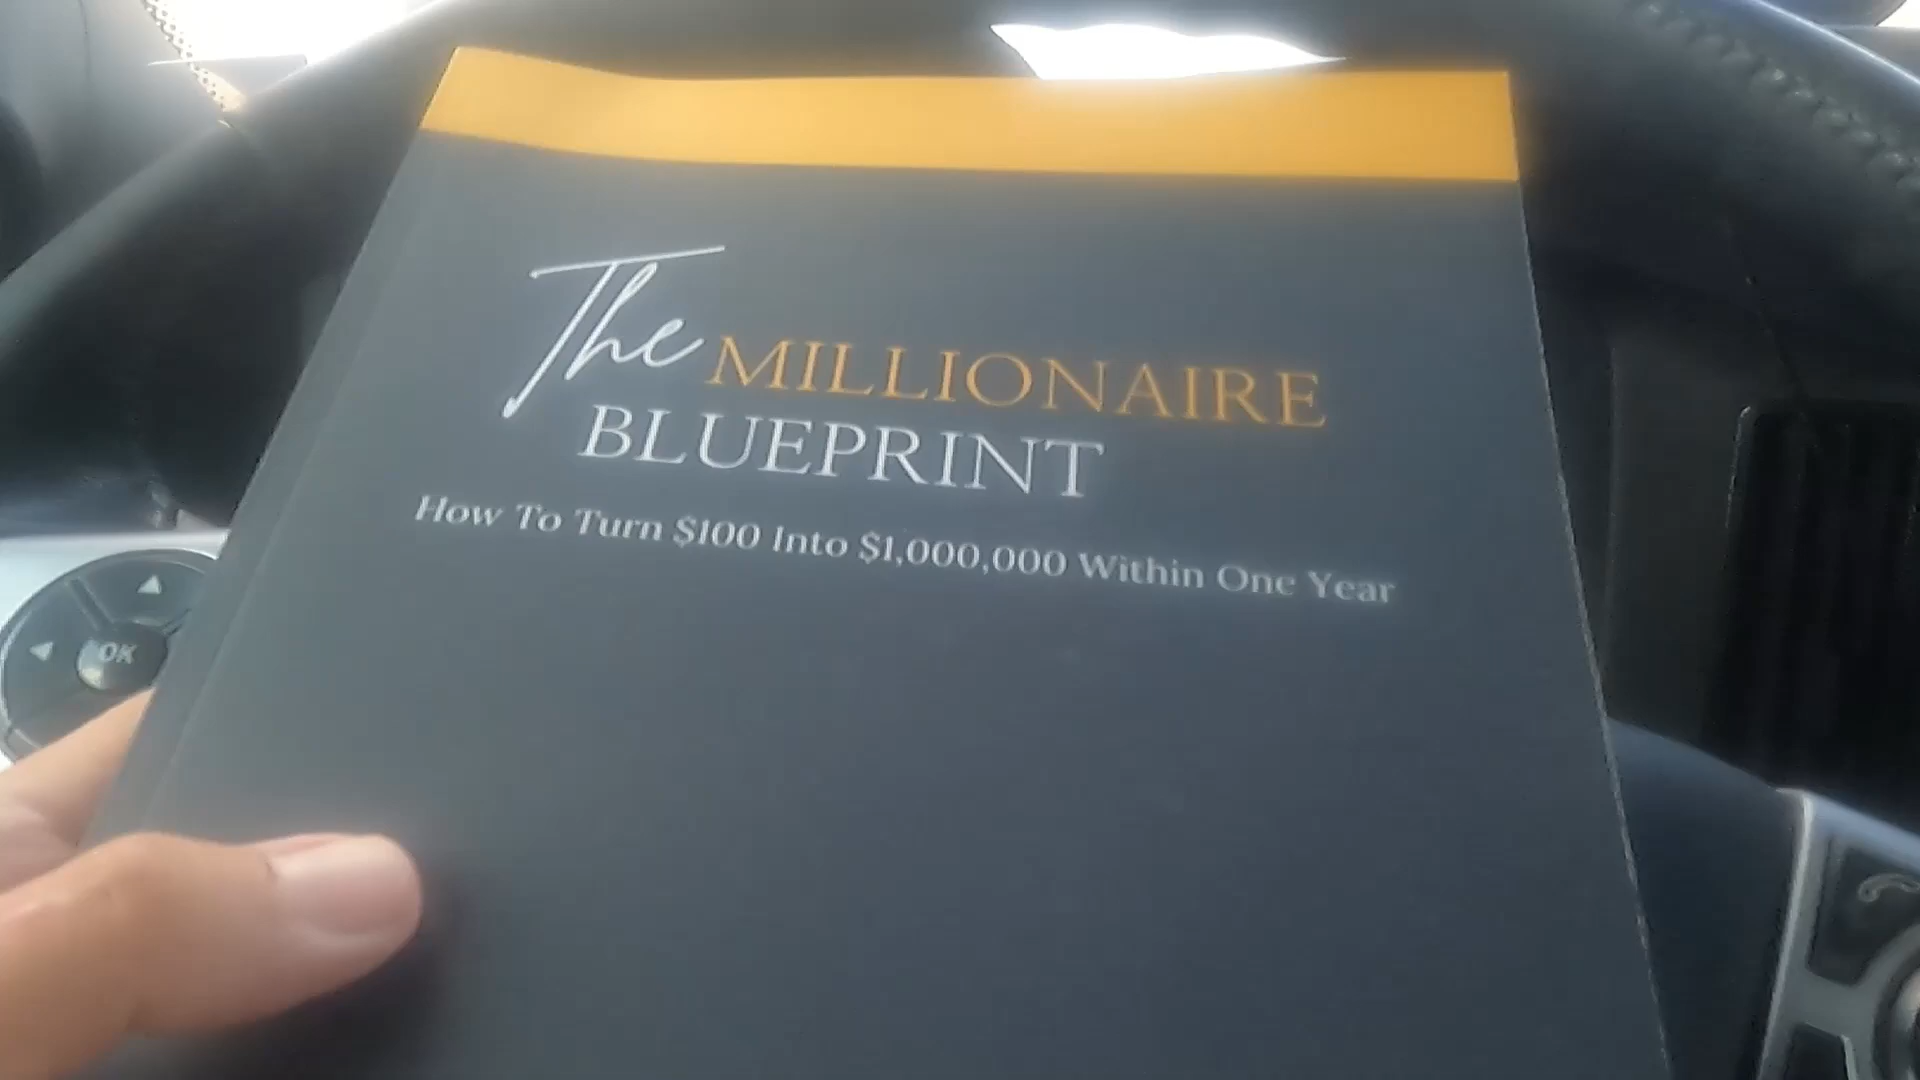 The MILLIONAIRE
BLUEPRINT
How To Turn $100 Into $1,000,000 Within One Year
OK